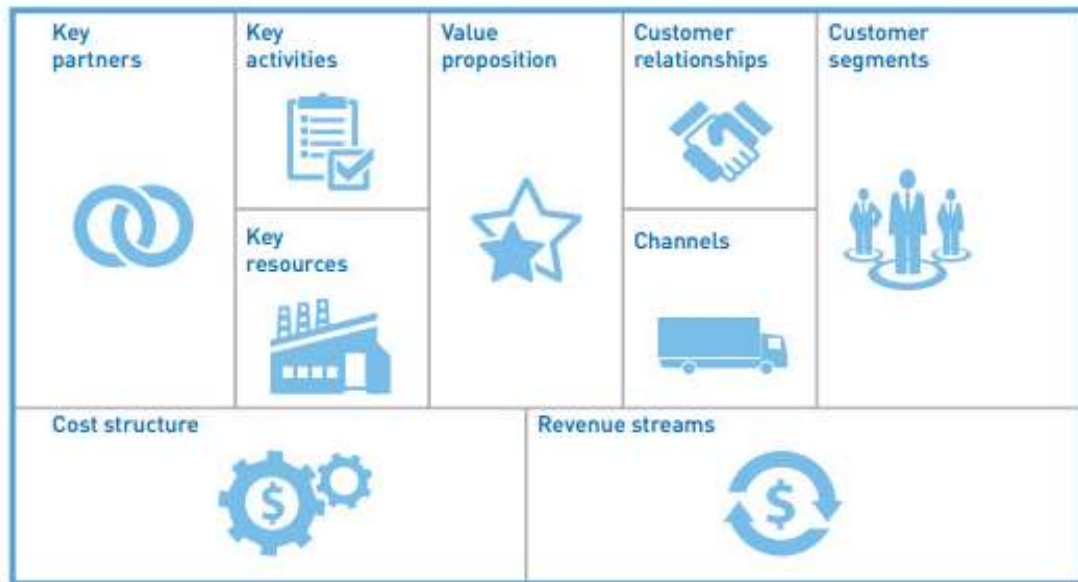 Key
partners
Key
activities
Key
resources
Value
proposition
Customer
relationships
Channels
Customer
segments
Cost structure
$
Revenue streams
$